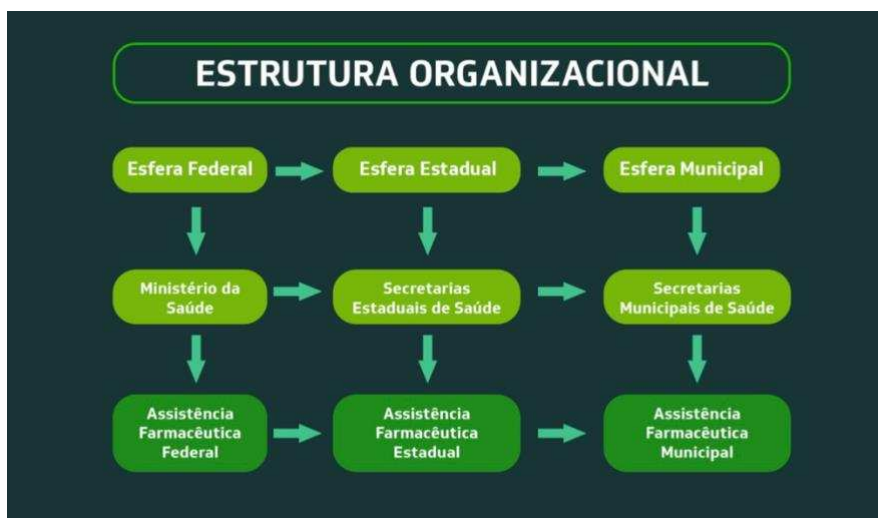 ESTRUTURA ORGANIZACIONAL
Esfera Federal
Esfera Estadual
Esfera Municipal
Ministério da
Saúde
Secretarias
Estaduais de Saúde
Secretarias
Municipais de Saúde
Assistência
Farmacêutica
Federal
Assistência
Farmacêutica
Estadual
Assistência
Farmacêutica
Municipal